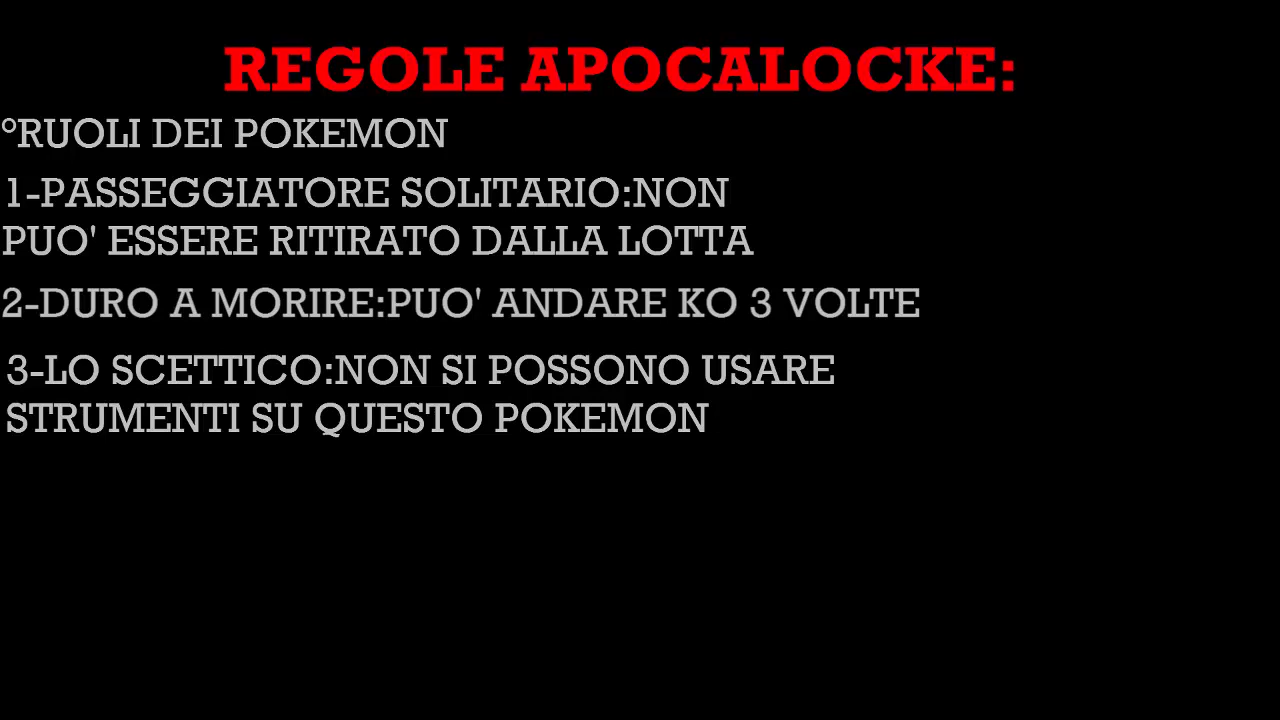 REGOLE APOCALOCKE:
°RUOLI DEI POKEMON
1-PASSEGGIATORE SOLITARIO:NON
PUO' ESSERE RITIRATO DALLA LOTTA
2-DURO A MORIRE:PUO' ANDARE KO 3 VOLTE
3-LO SCETTICO:NON SI POSSONO USARE
STRUMENTI SU QUESTO POKEMON